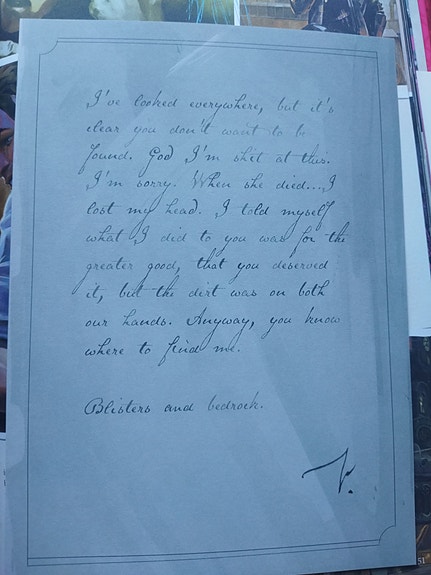 I've looked everywhere, but it's
clear you don't want to be
found. God I'm shit at this.
I'm sorry. When she died...I
lost my head. I told myself
what I did to you was for the
greater good, that you deserved
it, but the dirt was on both
our hands. Anyway, you know
where to find me.
Blisters and bedrock.
V.
51